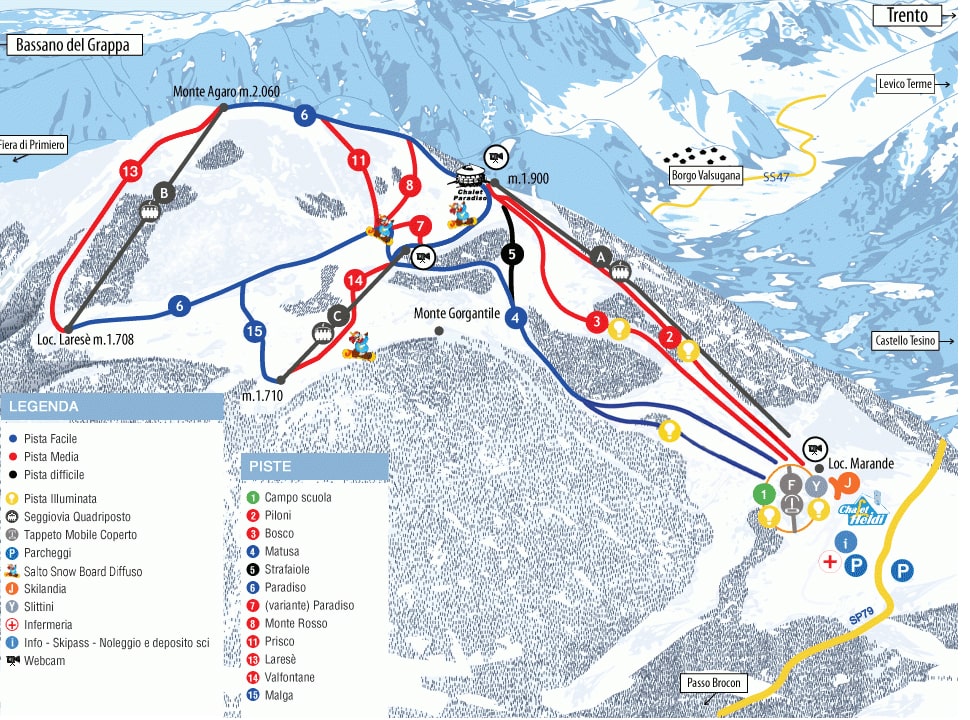 Trento
Bassano del Grappa
Levico Terme
Monte Agaro m.2.060
6
Fiera di Primiero
11
13
8
B
Chalet
Paradiso
m.1.900
Borgo Valsugana
SS47
7
5
A
14
6
C
15
4
3
2
Monte Gorgantile
Loc. Laresè m.1.708
Castello Tesino
m.1.710
LEGENDA
Pista Facile
Pista Media
Pista difficile
Pista Illuminata
Seggiovia Quadriposto
Tappeto Mobile Coperto
P Parcheggi
Salto Snow Board Diffuso
J Skilandia
Y Slittini
Infermeria
i Info - Skipass - Noleggio e deposito sci
Webcam
PISTE
1 Campo scuola
2 Piloni
3 Bosco
4 Matusa
5 Strafaiole
6 Paradiso
7 (variante) Paradiso
8 Monte Rosso
11 Prisco
13 Laresè
14 Valfontane
15 Malga
Loc. Marande
1
F
Y
J
Chalet
Heidi
i
P
P
SP79
Passo Brocon